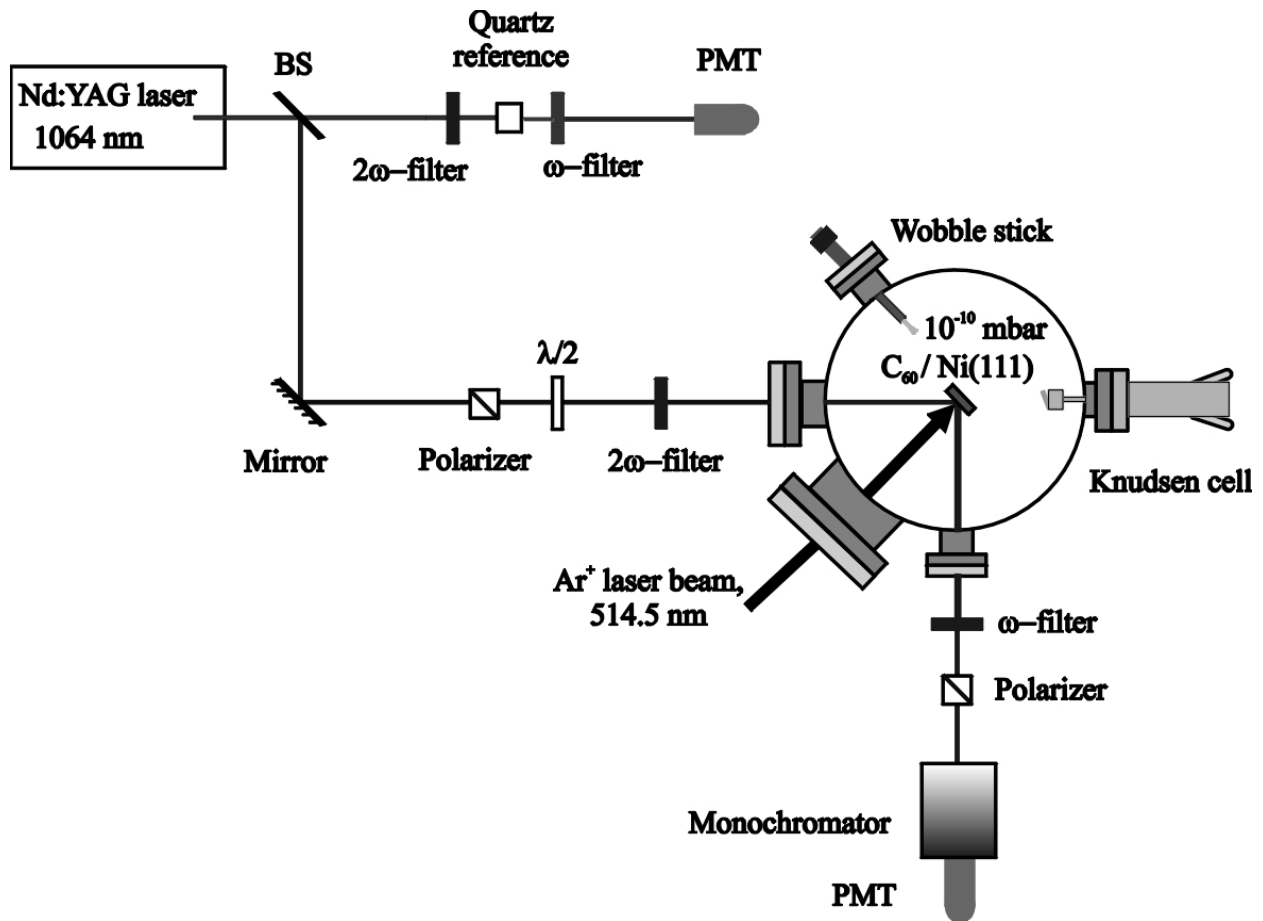 Quartz
reference
BS
PMT
Nd:YAG laser
1064 nm
2ω−filter
ω−filter
Wobble stick
10⁻¹⁰ mbar
C₆₀ / Ni(111)
λ/2
Mirror
Polarizer
2ω−filter
Knudsen cell
Ar⁺ laser beam,
514.5 nm
ω−filter
Polarizer
Monochromator
PMT